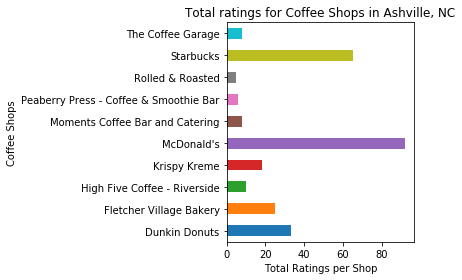 Total ratings for Coffee Shops in Ashville, NC
The Coffee Garage
Starbucks
Rolled & Roasted
Peaberry Press - Coffee & Smoothie Bar
Moments Coffee Bar and Catering
McDonald's
Krispy Kreme
High Five Coffee - Riverside
Fletcher Village Bakery
Dunkin Donuts
Coffee Shops
0 20 40 60 80
Total Ratings per Shop